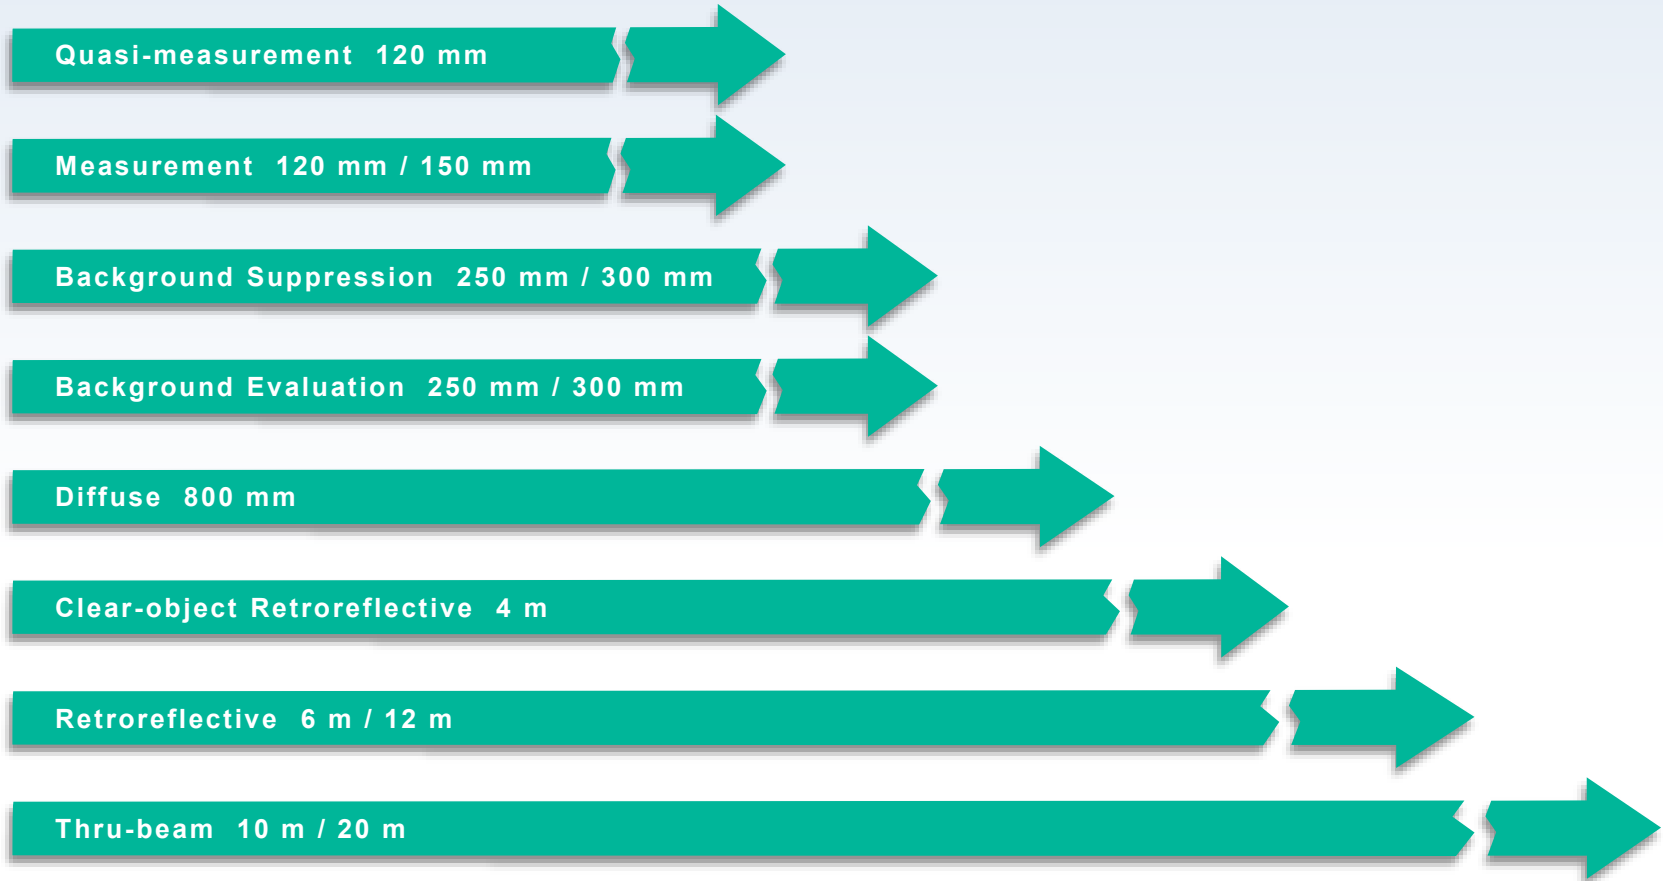 Quasi-measurement 120 mm
Measurement 120 mm / 150 mm
Background Suppression 250 mm / 300 mm
Background Evaluation 250 mm / 300 mm
Diffuse 800 mm
Clear-object Retroreflective 4 m
Retroreflective 6 m / 12 m
Thru-beam 10 m / 20 m